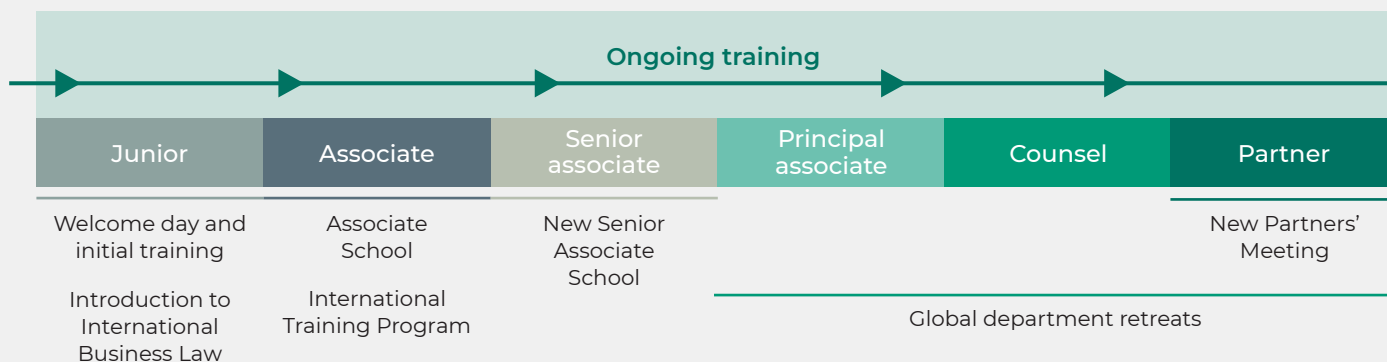 Ongoing training
Junior
Associate
Senior
associate
Principal
associate
Counsel
Partner
Welcome day and
initial training
Introduction to
International
Business Law
Associate
School
International
Training Program
New Senior
Associate
School
New Partners’
Meeting
Global department retreats